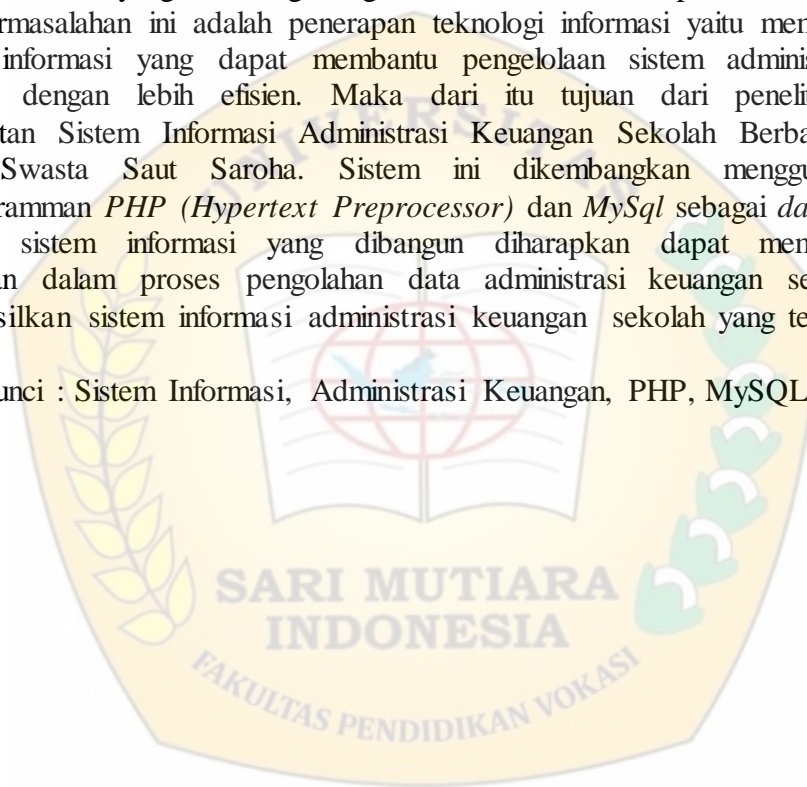 rmasalahan ini adalah penerapan teknologi informasi yaitu men
informasi yang dapat membantu pengelolaan sistem adminis
dengan lebih efisien. Maka dari itu tujuan dari penelit
tan Sistem Informasi Administrasi Keuangan Sekolah Berba
Swasta Saut Saroha. Sistem ini dikembangkan menggu
ramman PHP (Hypertext Preprocessor) dan MySql sebagai da
sistem informasi yang dibangun diharapkan dapat men
n dalam proses pengolahan data administrasi keuangan se
silkan sistem informasi administrasi keuangan sekolah yang te
unci : Sistem Informasi, Administrasi Keuangan, PHP, MySQL
UNIVERSITAS
SARI MUTIARA
INDONESIA
FAKULTAS PENDIDIKAN VOKASI